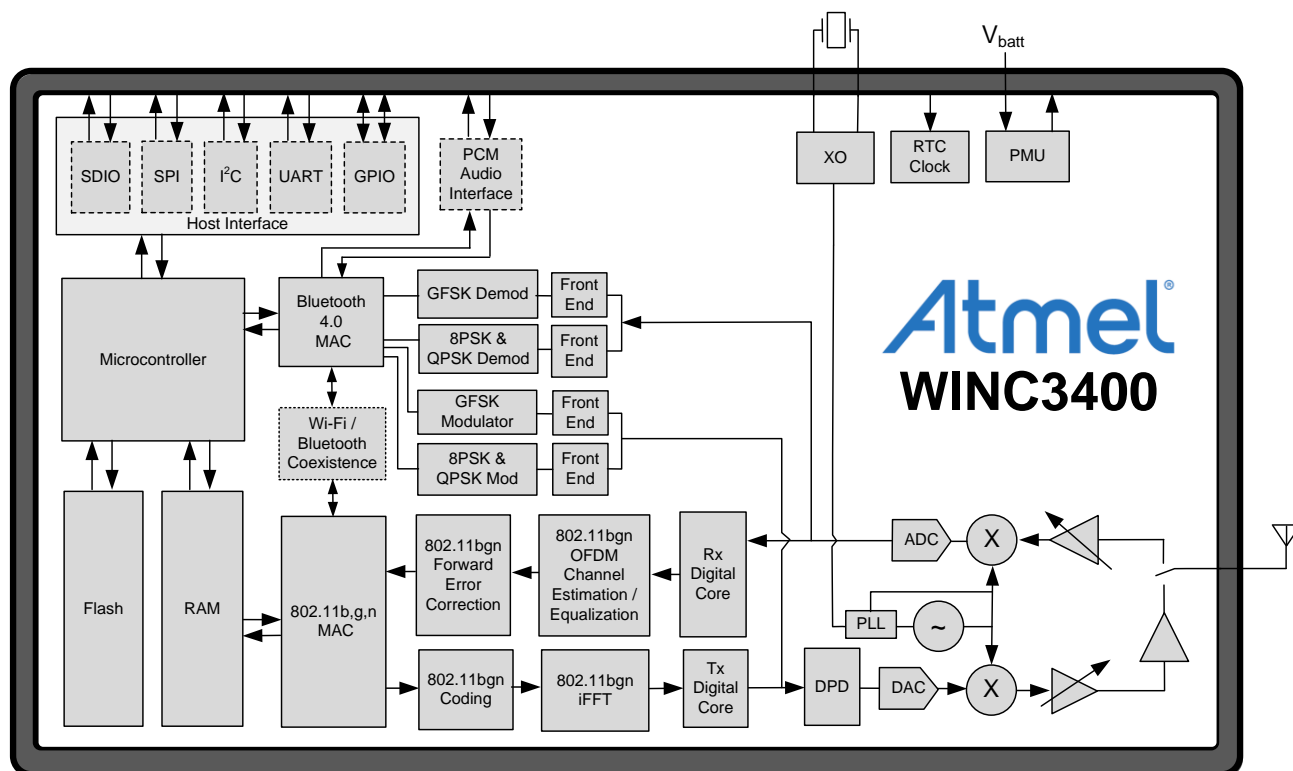 V_batt
SDIO
SPI
I²C
UART
GPIO
Host Interface
PCM
Audio
Interface
XO
RTC
Clock
PMU
Microcontroller
Bluetooth
4.0
MAC
GFSK Demod
Front
End
8PSK &
QPSK Demod
Front
End
GFSK
Modulator
Front
End
8PSK &
QPSK Mod
Front
End
Wi-Fi /
Bluetooth
Coexistence
Atmel®
WINC3400
Flash
RAM
802.11b,g,n
MAC
802.11bgn
Forward
Error
Correction
802.11bgn
OFDM
Channel
Estimation /
Equalization
Rx
Digital
Core
ADC
X
PLL
~
802.11bgn
Coding
802.11bgn
iFFT
Tx
Digital
Core
DPD
DAC
X